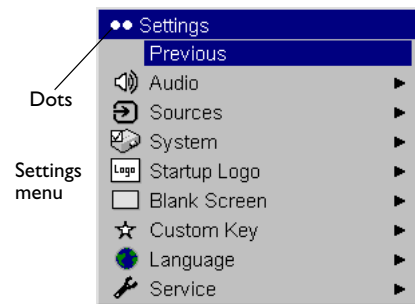 Settings
Previous
Dots
Audio
Sources
System
Settings
menu
Logo
Startup Logo
Blank Screen
Custom Key
Language
Service